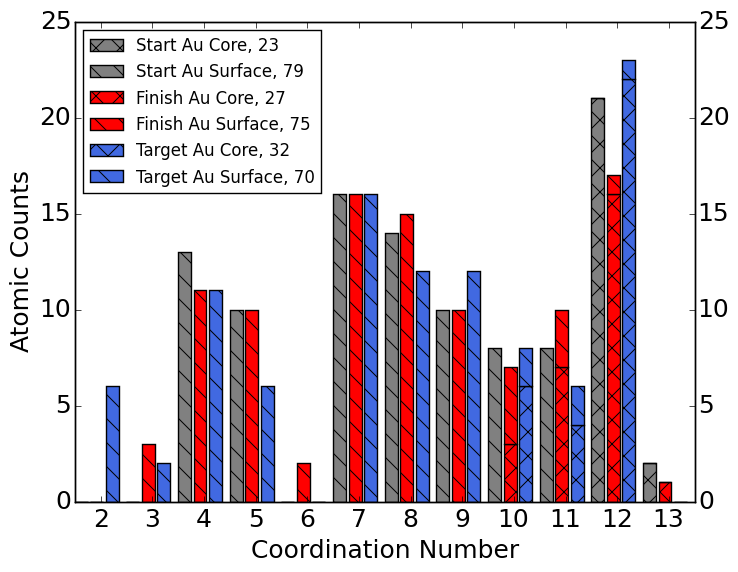 25
20
15
10
5
0
Atomic Counts
Start Au Core, 23
Start Au Surface, 79
Finish Au Core, 27
Finish Au Surface, 75
Target Au Core, 32
Target Au Surface, 70
25
20
15
10
5
0
2 3 4 5 6 7 8 9 10 11 12 13
Coordination Number